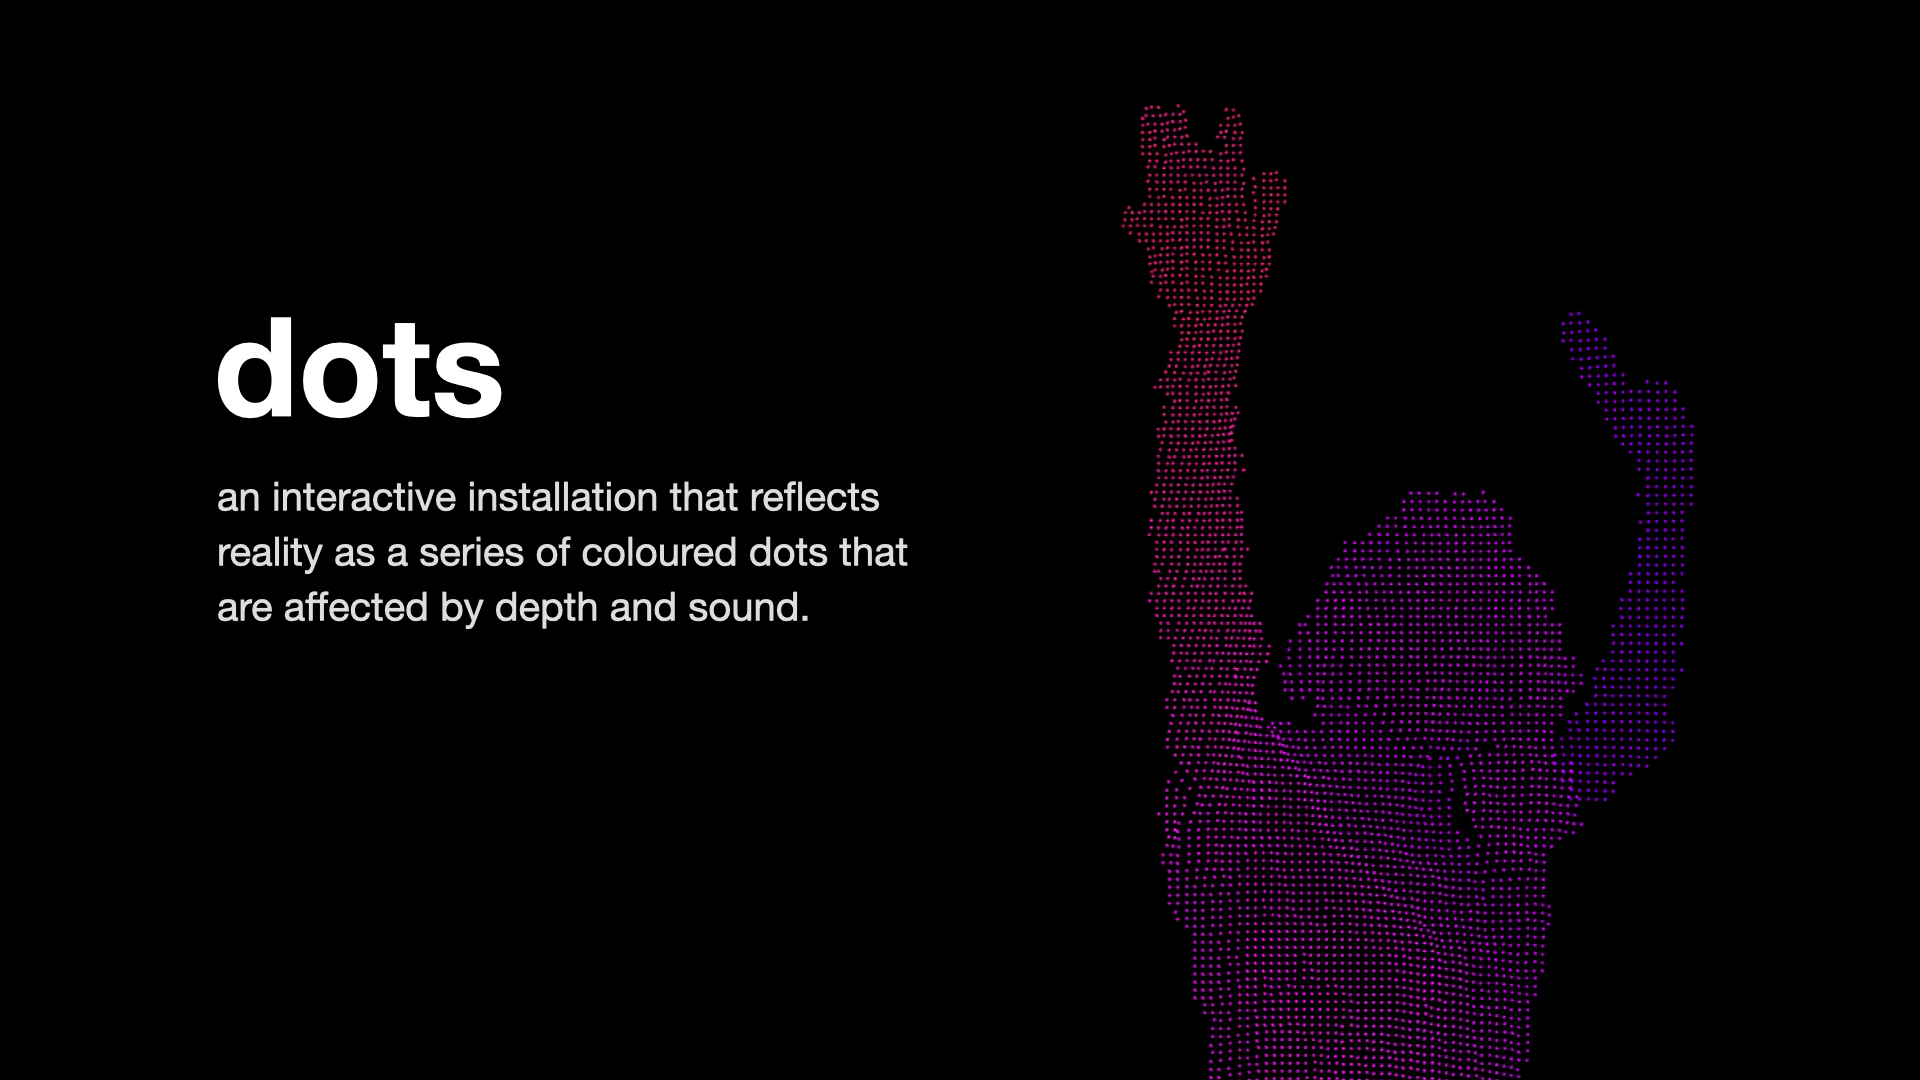 dots
an interactive installation that reflects
reality as a series of coloured dots that
are affected by depth and sound.